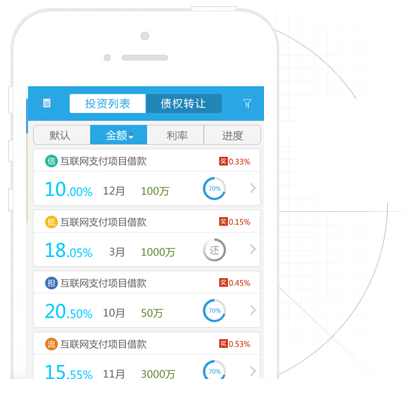 投资列表 债权转让
默认 金额 利率 进度
信 互联网支付项目借款 奖 0.33%
10.00% 12月 100万 70%
抵 互联网支付项目借款 奖 0.15%
18.05% 3月 1000万 还
担 互联网支付项目借款 奖 0.45%
20.50% 10月 50万 70%
流 互联网支付项目借款 奖 0.53%
15.55% 11月 3000万 70%